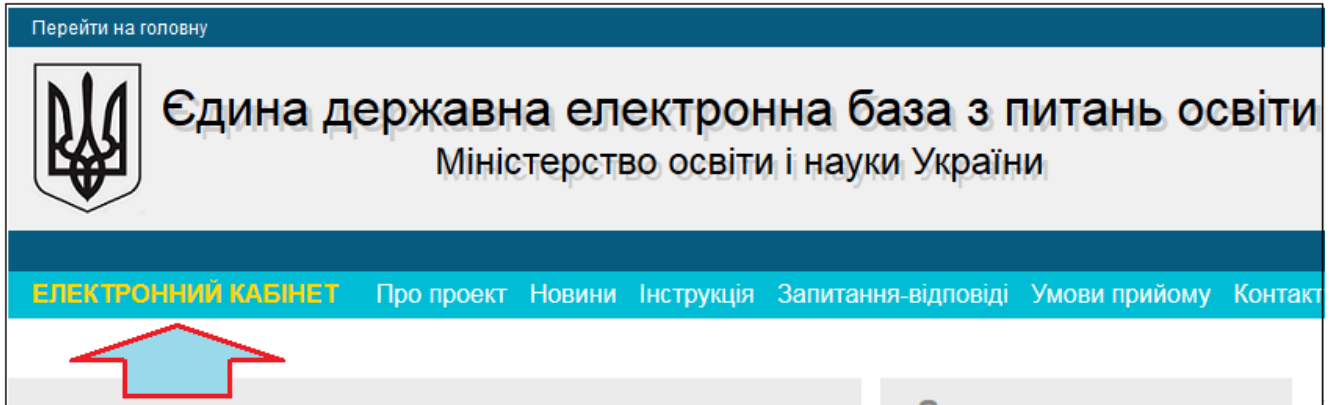 Перейти на головну
Єдина державна електронна база з питань освіти
Міністерство освіти і науки України
ЕЛЕКТРОННИЙ КАБІНЕТ Про проект Новини Інструкція Запитання-відповіді Умови прийому Контакт